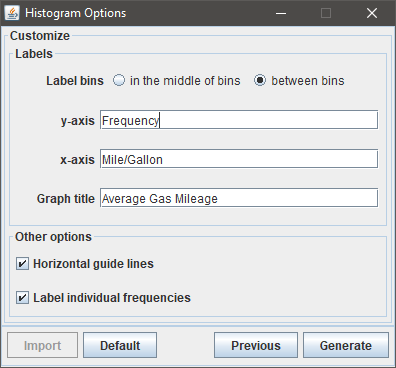 Histogram Options
Customize
Labels
Label bins in the middle of bins between bins
y-axis Frequency
x-axis Mile/Gallon
Graph title Average Gas Mileage
Other options
Horizontal guide lines
Label individual frequencies
Import Default Previous Generate